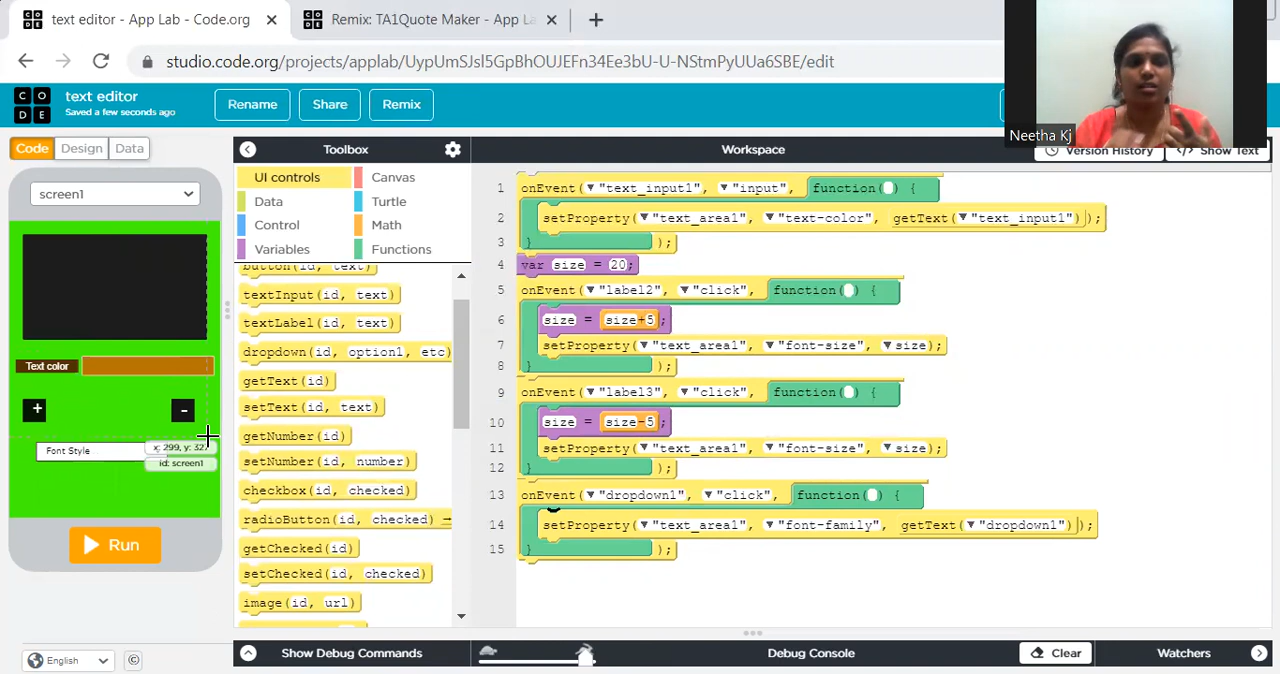 text editor - App Lab - Code.org
Remix: TA1Quote Maker - App La
studio.code.org/projects/applab/UypUmSJsl5GpBhOUJEFn34Ee3bU-U-NStmPyUUa6SBE/edit
C O D E
text editor
Saved a few seconds ago
Rename
Share
Remix
Neetha Kj
Code
Design
Data
Toolbox
Workspace
Version History
Show Text
screen1
UI controls
Canvas
Data
Turtle
Control
Math
Variables
Functions
button(id, text)
textInput(id, text)
textLabel(id, text)
dropdown(id, option1, etc)
getText(id)
setText(id, text)
getNumber(id)
setNumber(id, number)
checkbox(id, checked)
radioButton(id, checked)
getChecked(id)
setChecked(id, checked)
image(id, url)
Text color
+
-
Font Style
x: 299, y: 327
id: screen1
Run
1 onEvent("text_input1", "input", function() {
2 setProperty("text_area1", "text-color", getText("text_input1"));
3 });
4 var size = 20;
5 onEvent("label2", "click", function() {
6 size = size+5;
7 setProperty("text_area1", "font-size", size);
8 });
9 onEvent("label3", "click", function() {
10 size = size-5;
11 setProperty("text_area1", "font-size", size);
12 });
13 onEvent("dropdown1", "click", function() {
14 setProperty("text_area1", "font-family", getText("dropdown1"));
15 });
English
Show Debug Commands
Debug Console
Clear
Watchers